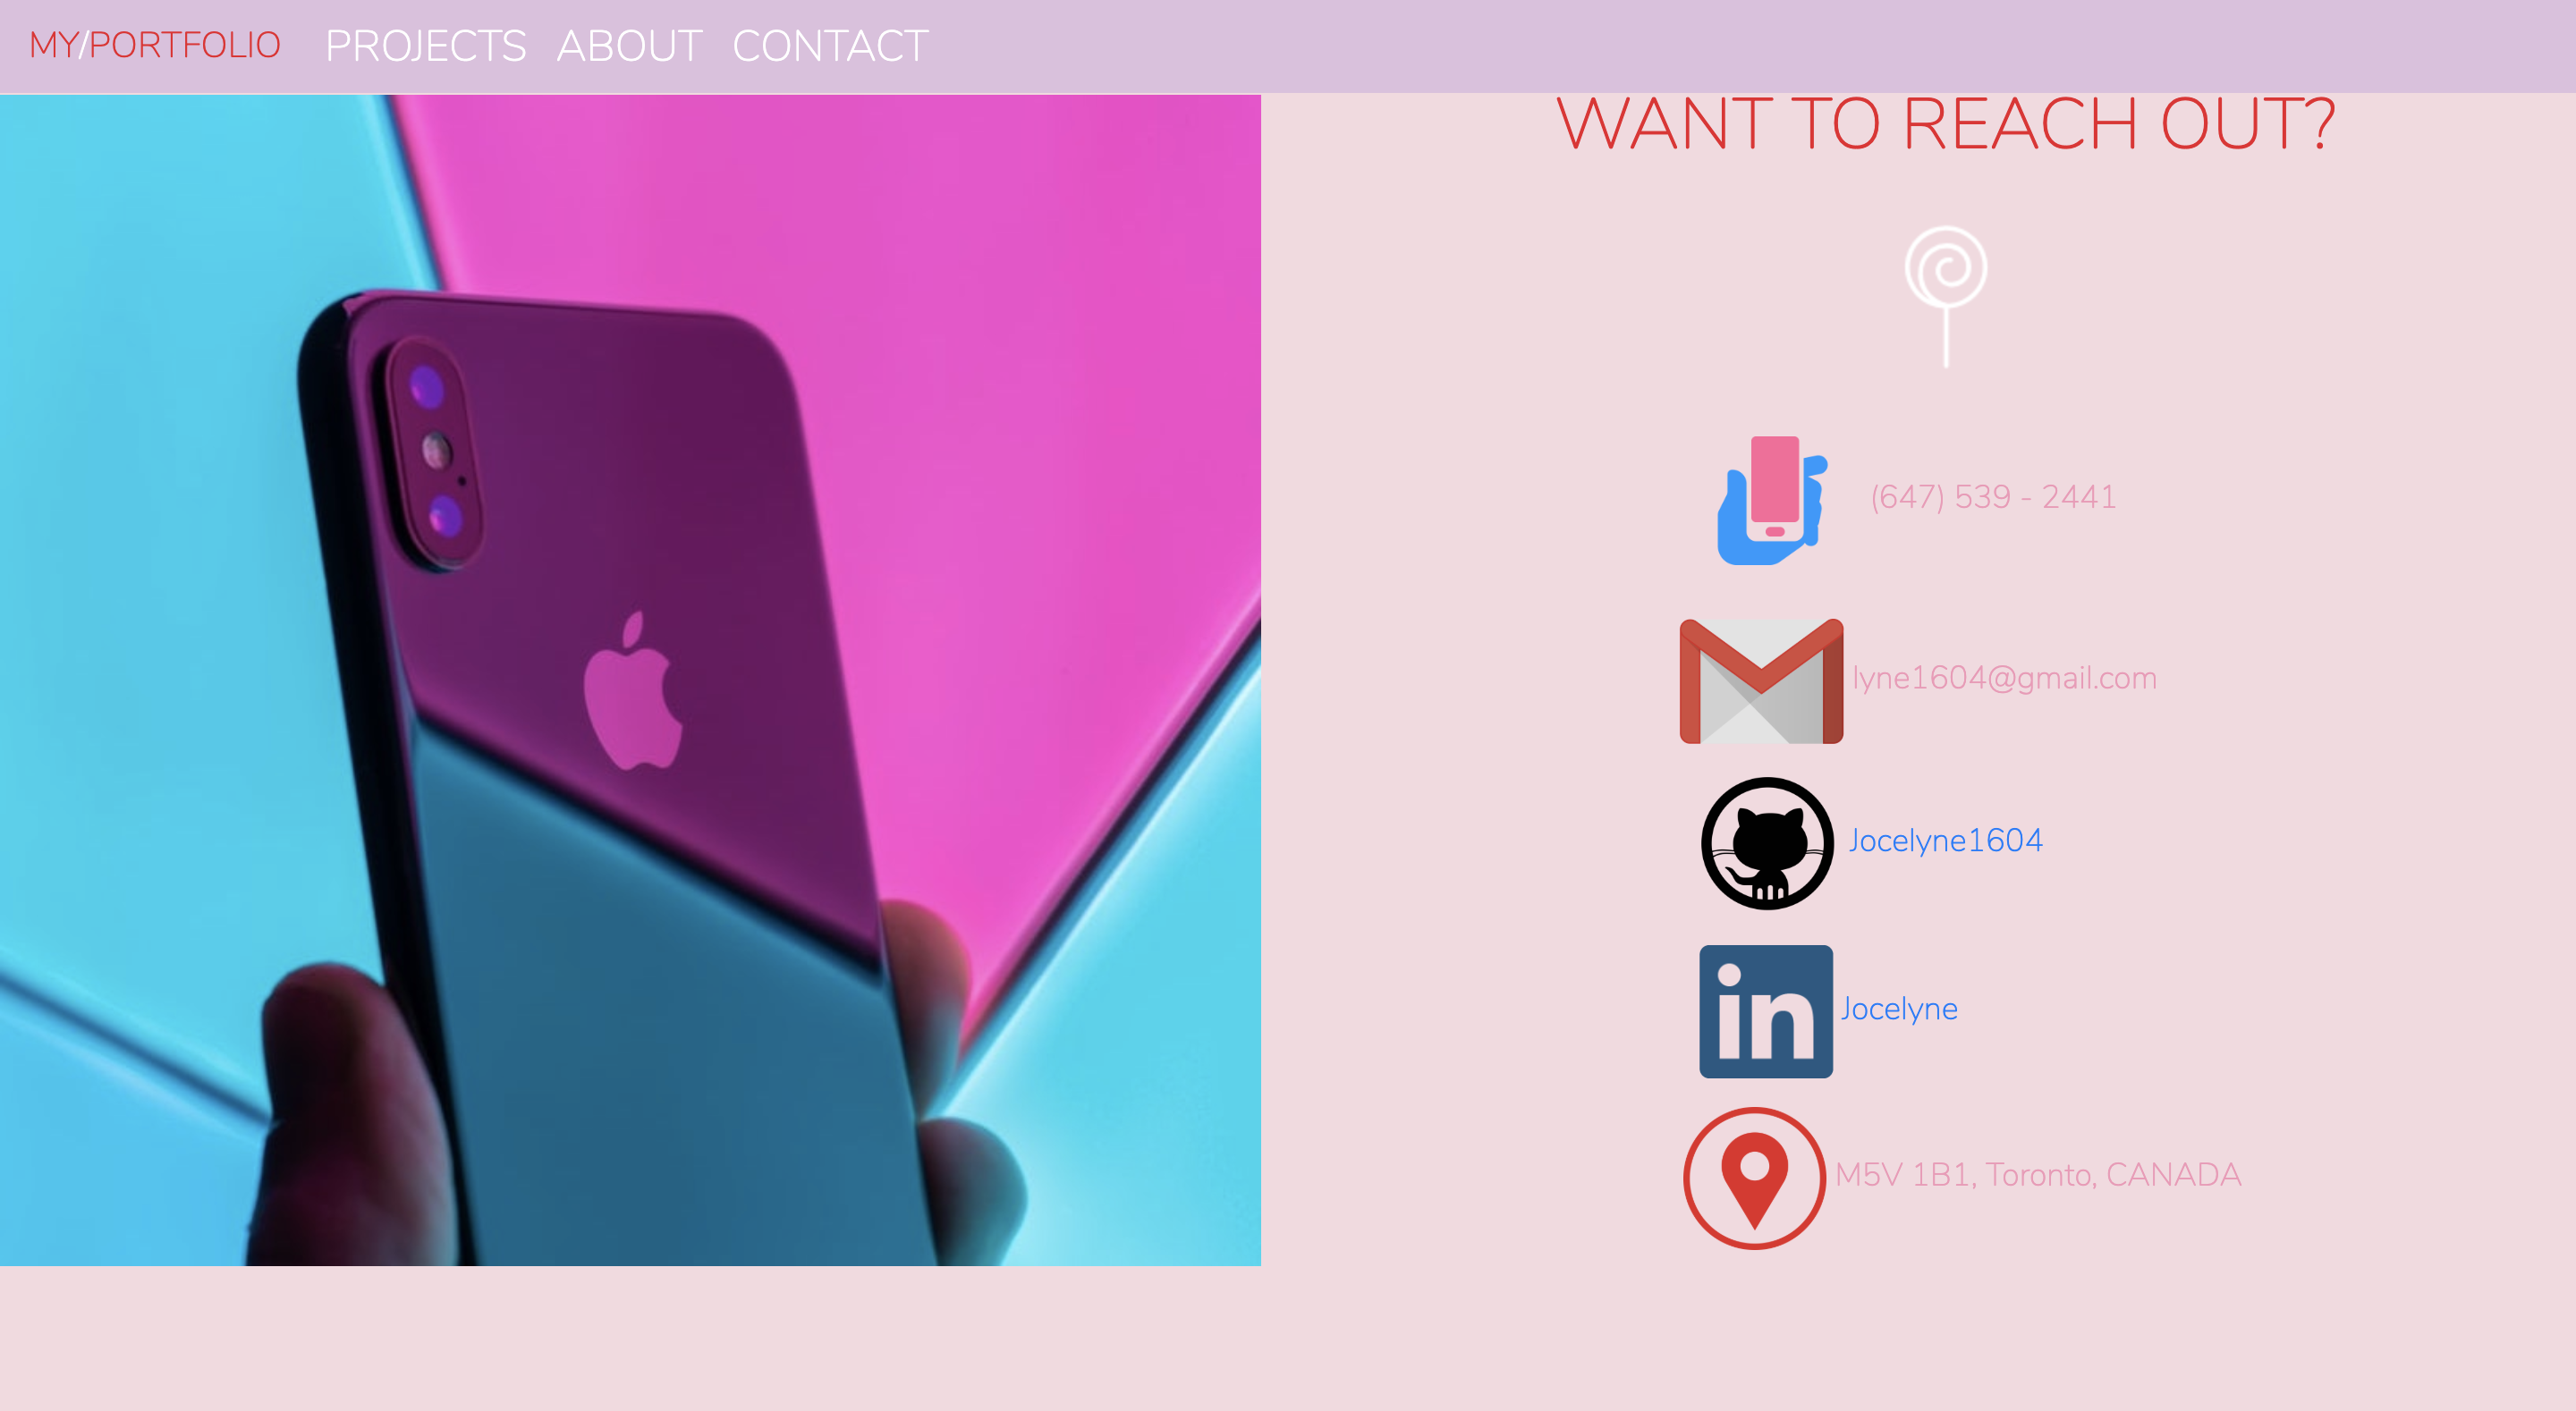 MY/PORTFOLIO PROJECTS ABOUT CONTACT
WANT TO REACH OUT?
(647) 539 - 2441
lyne1604@gmail.com
Jocelyne1604
in Jocelyne
M5V 1B1, Toronto, CANADA